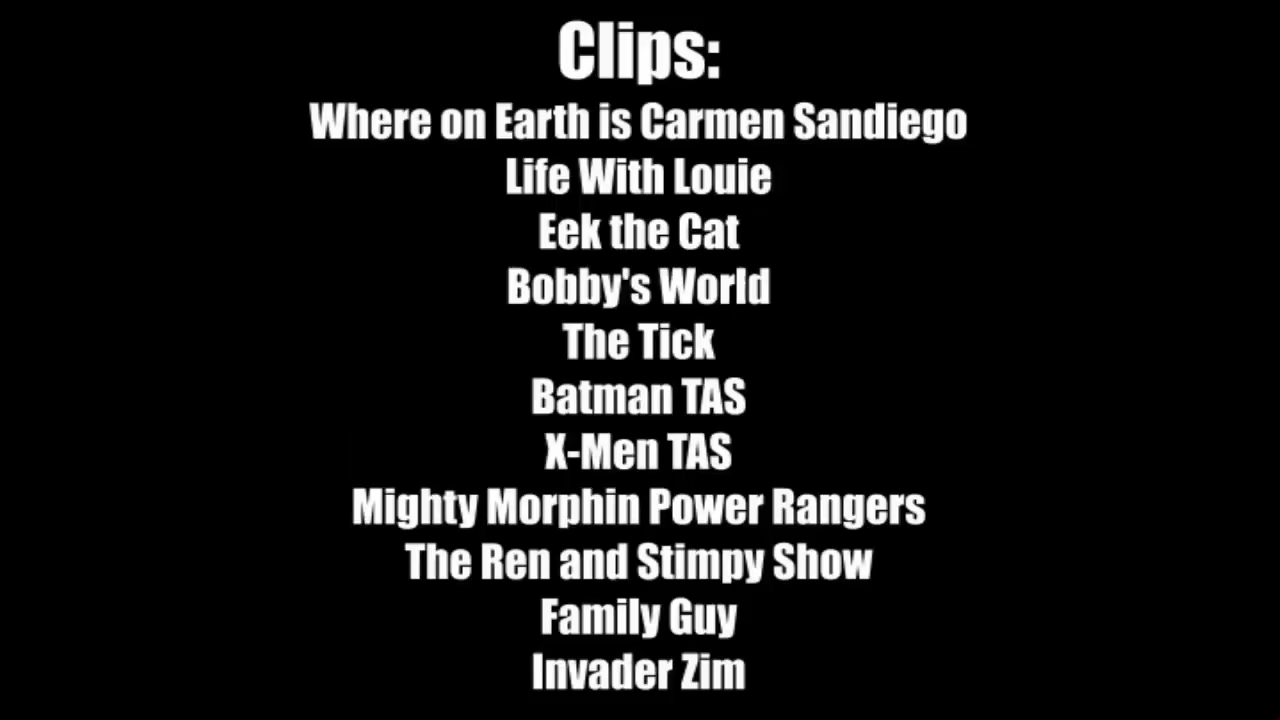 Clips:
Where on Earth is Carmen Sandiego
Life With Louie
Eek the Cat
Bobby's World
The Tick
Batman TAS
X-Men TAS
Mighty Morphin Power Rangers
The Ren and Stimpy Show
Family Guy
Invader Zim